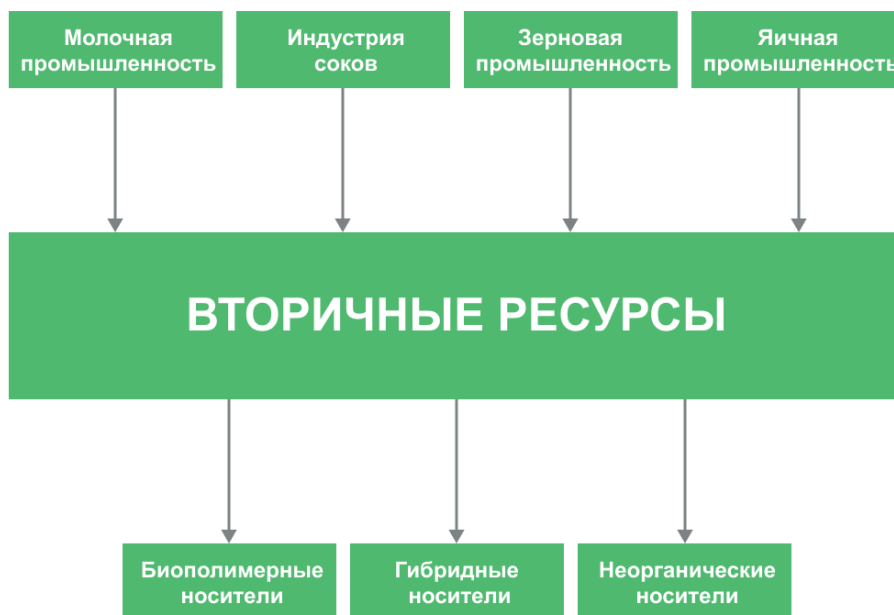 Молочная
промышленность
Индустрия
соков
Зерновая
промышленность
Яичная
промышленность
ВТОРИЧНЫЕ РЕСУРСЫ
Биополимерные
носители
Гибридные
носители
Неорганические
носители